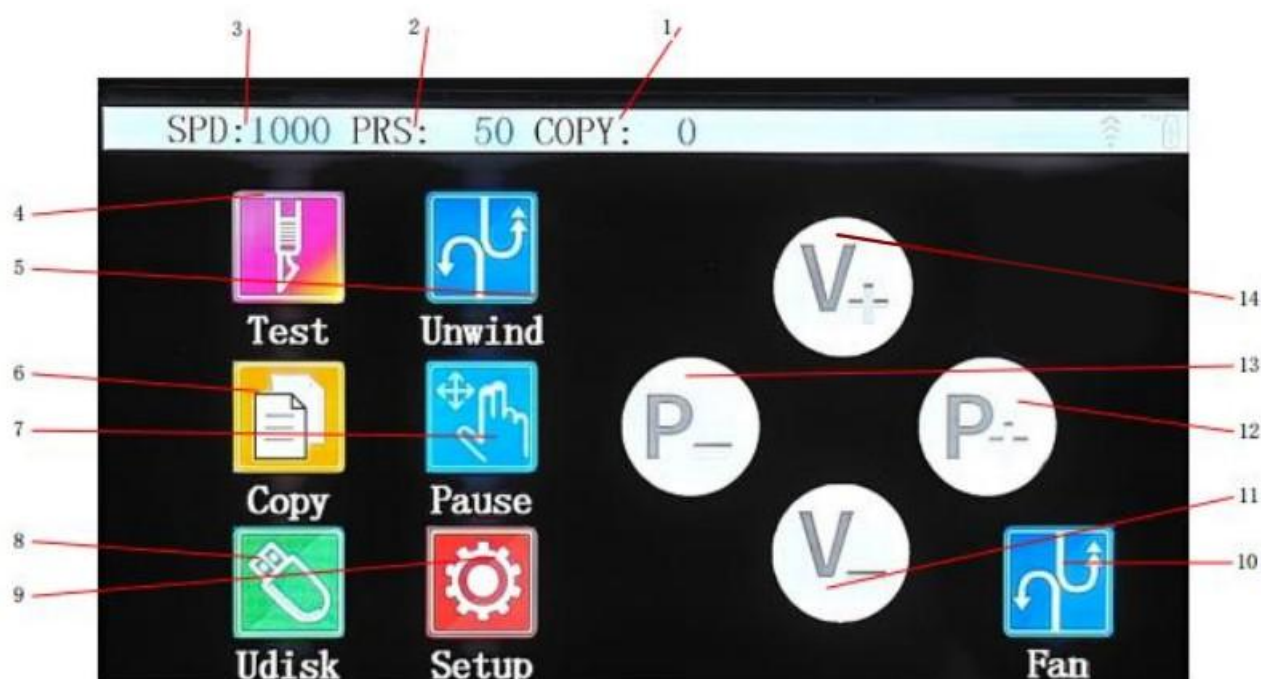 3 2 1
SPD:1000 PRS: 50 COPY: 0
4
5
Test Unwind
V+
14
6
7
Copy Pause
P-
P+
13
12
11
8
9
Udisk Setup
V-
10
Fan